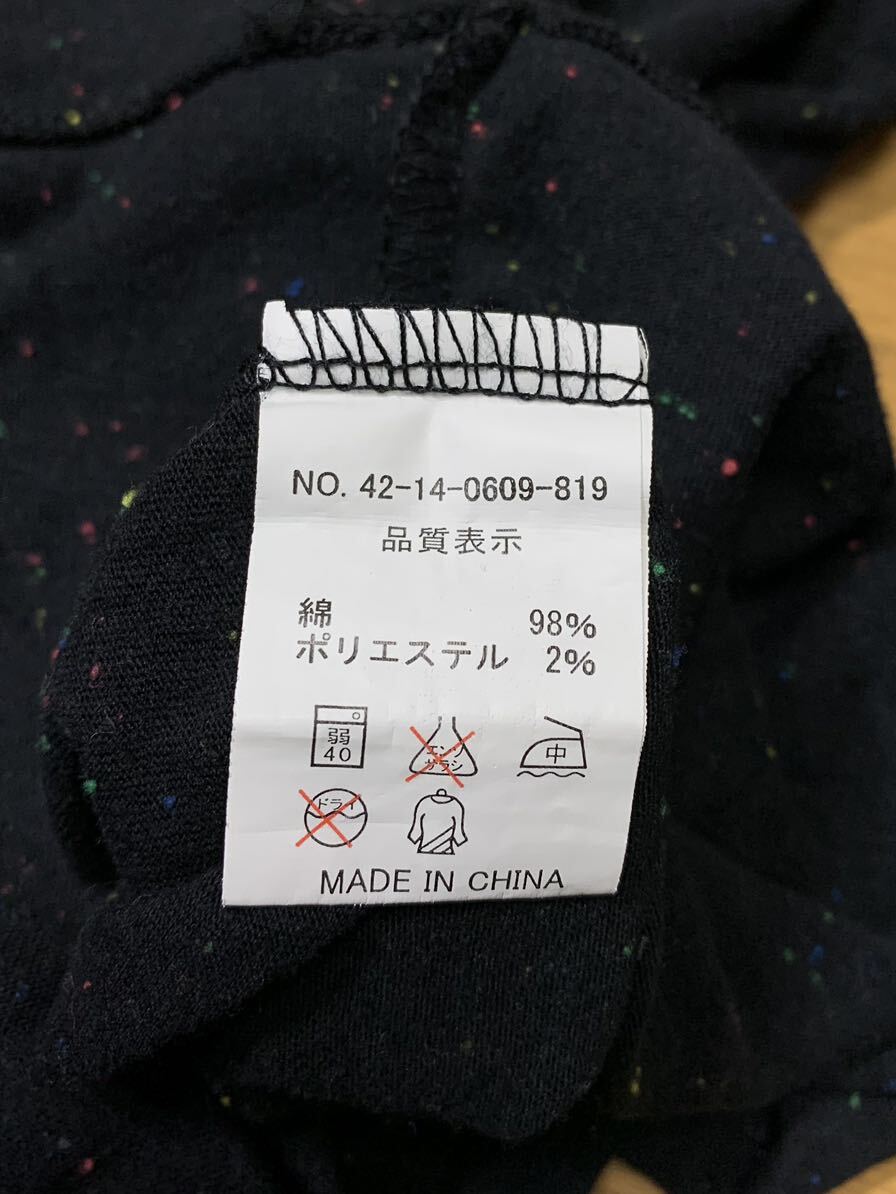 NO. 42-14-0609-819
品質表示
綿 98%
ポリエステル 2%
弱
40
エンソ
サラシ
中
ドライ
MADE IN CHINA